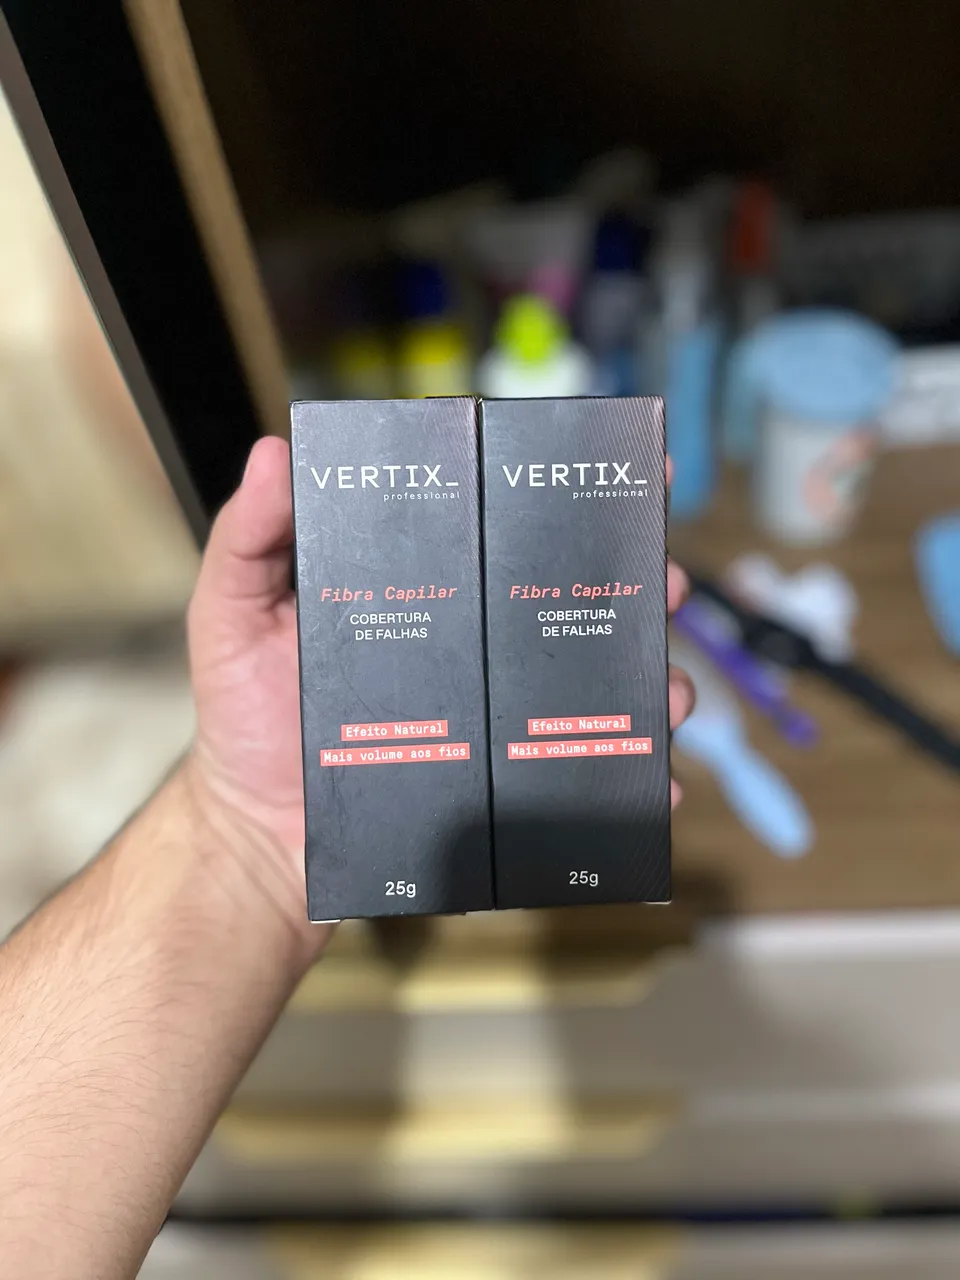 VERTIX_
professional
Fibra Capilar
COBERTURA
DE FALHAS
Efeito Natural
Mais volume aos fios
25g
VERTIX_
professional
Fibra Capilar
COBERTURA
DE FALHAS
Efeito Natural
Mais volume aos fios
25g